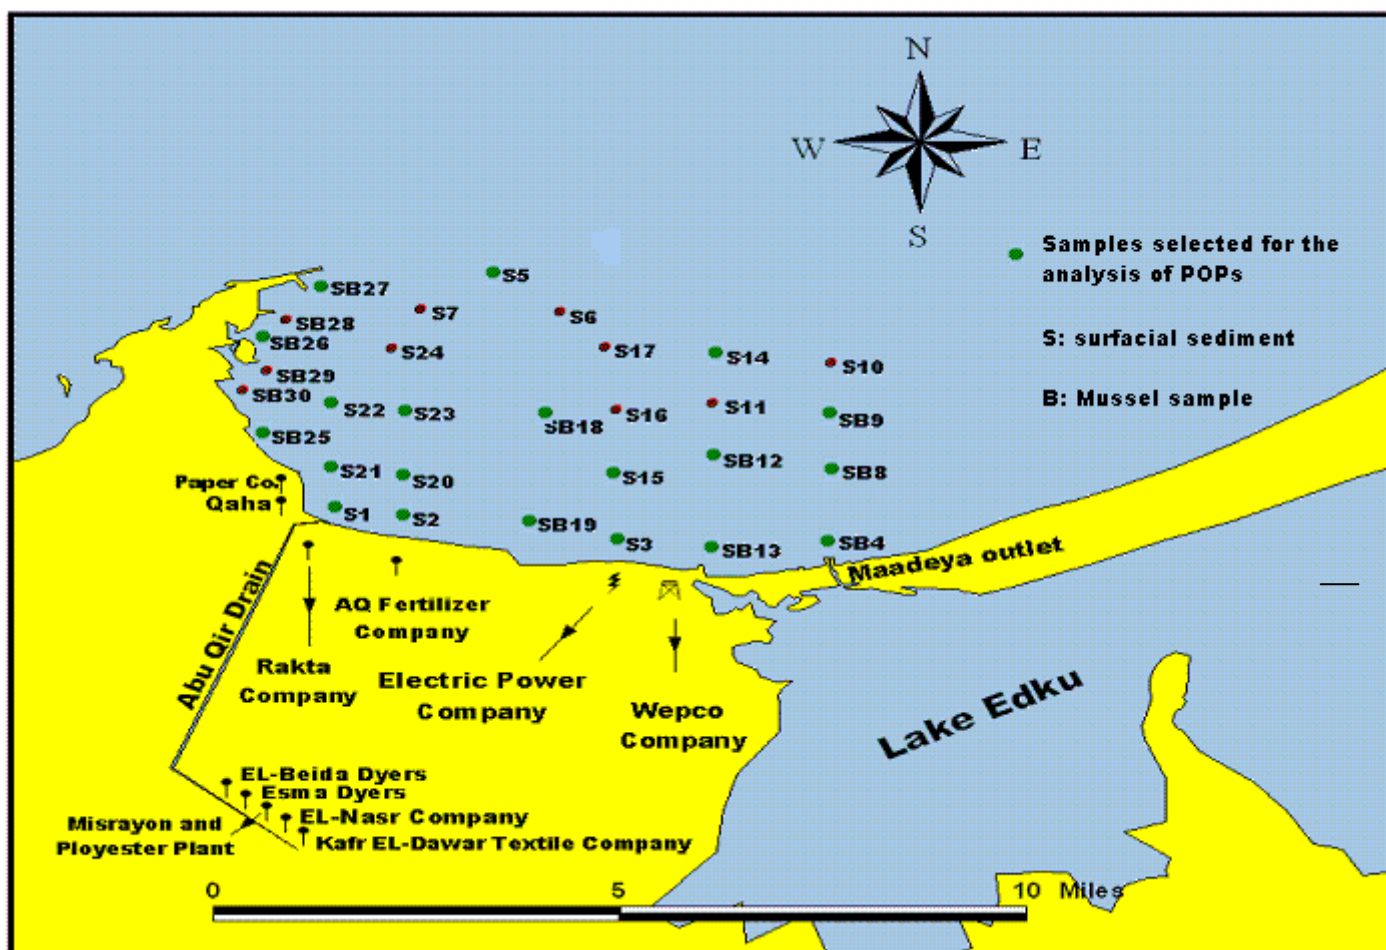 N
W
E
S
Samples selected for the
analysis of POPs
S: surfacial sediment
B: Mussel sample
S5
SB27
S7
S6
SB28
SB26
S24
S17
S14
S10
SB29
SB30
S22
S23
SB18
S16
S11
SB9
SB25
S21
S20
S15
SB12
SB8
Paper Co.
Qaha
S1
S2
SB19
S3
SB13
SB4
Maadeya outlet
Abu Qir Drain
AQ Fertilizer
Company
Rakta
Company
Electric Power
Company
Wepco
Company
Lake Edku
EL-Beida Dyers
Esma Dyers
EL-Nasr Company
Misrayon and
Ployester Plant
Kafr EL-Dawar Textile Company
0 5 10 Miles